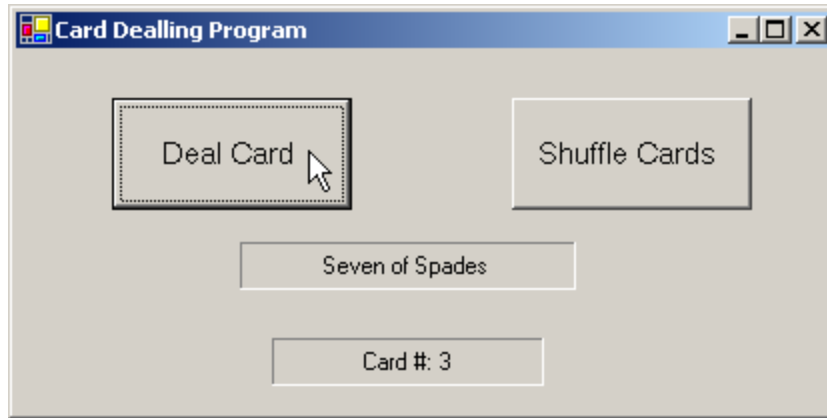 Card Dealling Program
Deal Card
Shuffle Cards
Seven of Spades
Card #: 3